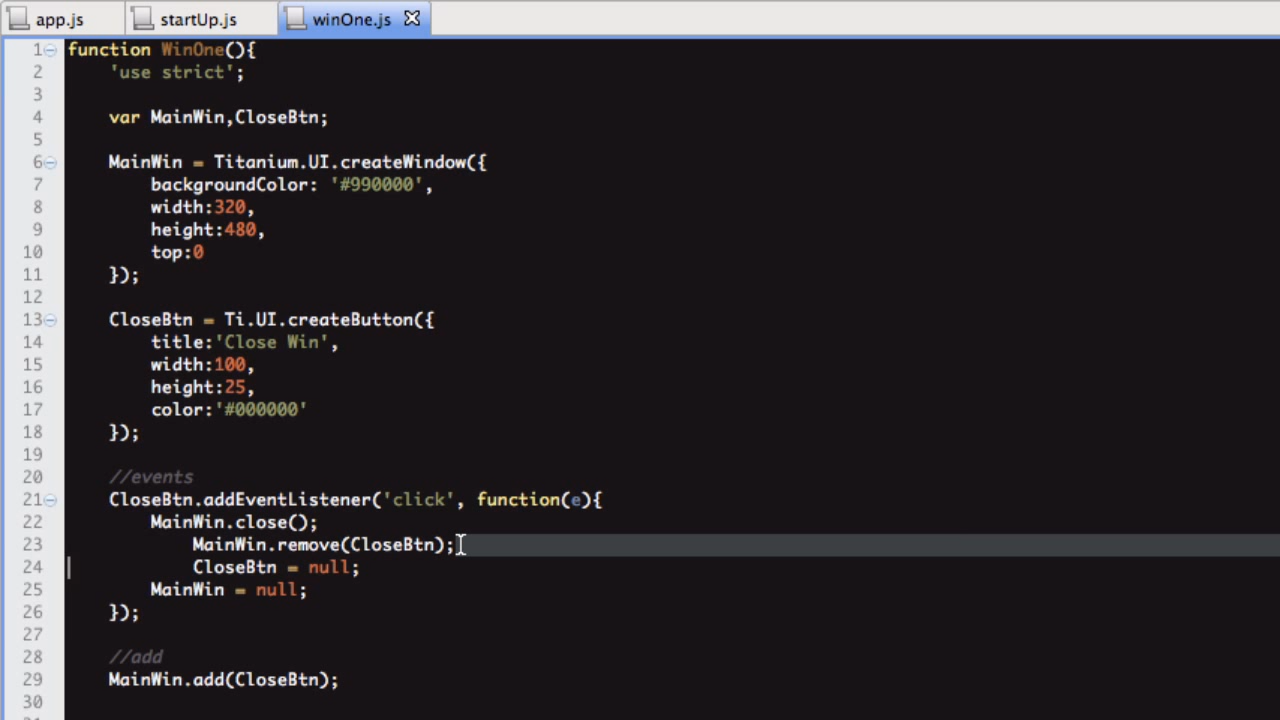 app.js startUp.js winOne.js
1 function WinOne(){
2 'use strict';
3
4 var MainWin,CloseBtn;
5
6 MainWin = Titanium.UI.createWindow({
7 backgroundColor: '#990000',
8 width:320,
9 height:480,
10 top:0
11 });
12
13 CloseBtn = Ti.UI.createButton({
14 title:'Close Win',
15 width:100,
16 height:25,
17 color:'#000000'
18 });
19
20 //events
21 CloseBtn.addEventListener('click', function(e){
22 MainWin.close();
23 MainWin.remove(CloseBtn);
24 CloseBtn = null;
25 MainWin = null;
26 });
27
28 //add
29 MainWin.add(CloseBtn);
30